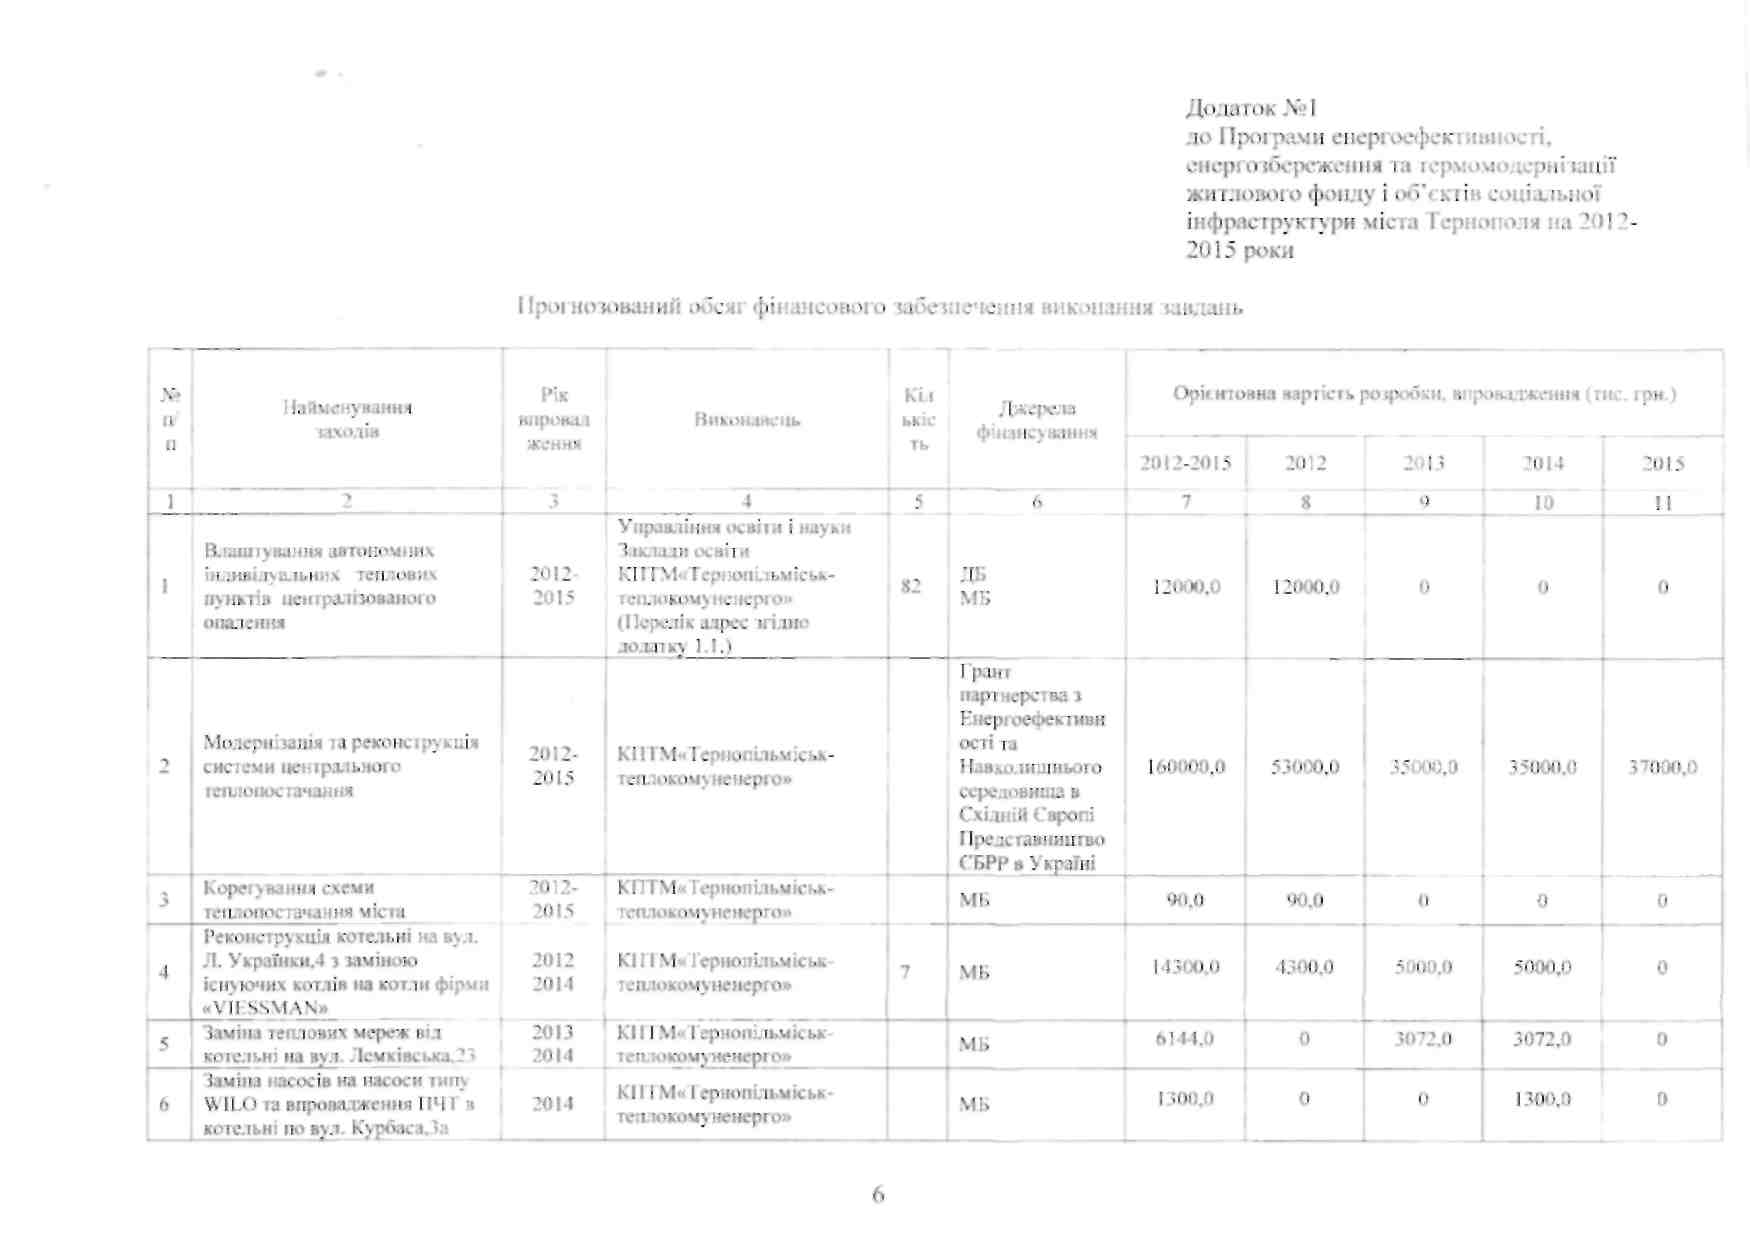 Додаток №1
до Програми енергоефективності,
енергозбереження та термомодернізації
житлового фонду і об'єктів соціальної
інфраструктури міста Тернополя на 2012-
2015 роки
Прогнозований обсяг фінансового забезпечення виконання завдань
№
п/
п
Найменування
заходів
Рік
впровад
ження
Виконавець
Кіл
ькіс
ть
Джерела
фінансування
Орієнтовна вартість розробки, впровадження (тис. грн.)
2012-2015 2012 2013 2014 2015
1 2 3 4 5 6 7 8 9 10 11
1
Влаштування автономних
індивідуальних теплових
пунктів централізованого
опалення
2012-
2015
Управління освіти і науки
Заклади освіти
КПТМ«Тернопільміськ-
теплокомуненерго»
(Перелік адрес згідно
додатку 1.1.)
82
ДБ
МБ
12000,0 12000,0 0 0 0
2
Модернізація та реконструкція
системи центрального
теплопостачання
2012-
2015
КПТМ«Тернопільміськ-
теплокомуненерго»
Грант
партнерства з
Енергоефективн
ості та
Навколишнього
середовища в
Східній Європі
Представництво
ЄБРР в Україні
160000,0 53000,0 35000,0 35000,0 37000,0
3
Корегування схеми
теплопостачання міста
2012-
2015
КПТМ«Тернопільміськ-
теплокомуненерго»
МБ
90,0 90,0 0 0 0
4
Реконструкція котельні на вул.
Л. Українки,4 з заміною
існуючих котлів на котли фірми
«VIESSMAN»
2012
2014
КПТМ«Тернопільміськ-
теплокомуненерго»
7
МБ
14300,0 4300,0 5000,0 5000,0 0
5
Заміна теплових мереж від
котельні на вул. Лемківська,23
2013
2014
КПТМ«Тернопільміськ-
теплокомуненерго»
МБ
6144,0 0 3072,0 3072,0 0
6
Заміна насосів на насоси типу
WILO та впровадження ПЧТ в
котельні по вул. Курбаса,3а
2014
КПТМ«Тернопільміськ-
теплокомуненерго»
МБ
1300,0 0 0 1300,0 0
6